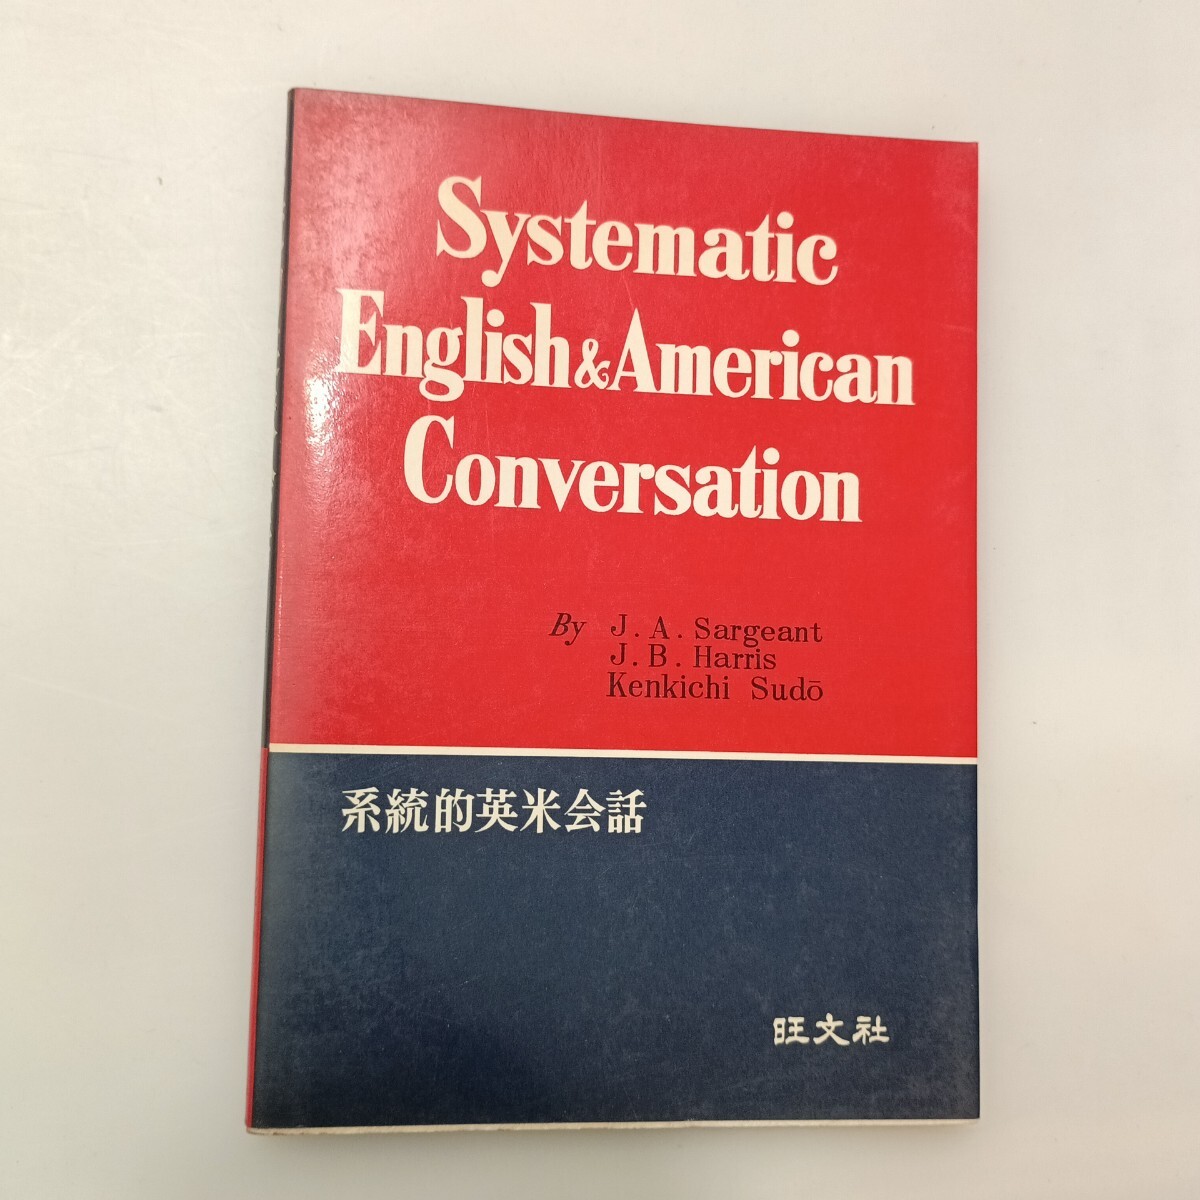 Systematic
English & American
Conversation
By J. A. Sargeant
J. B. Harris
Kenkichi Sudō
系統的英米会話
旺文社